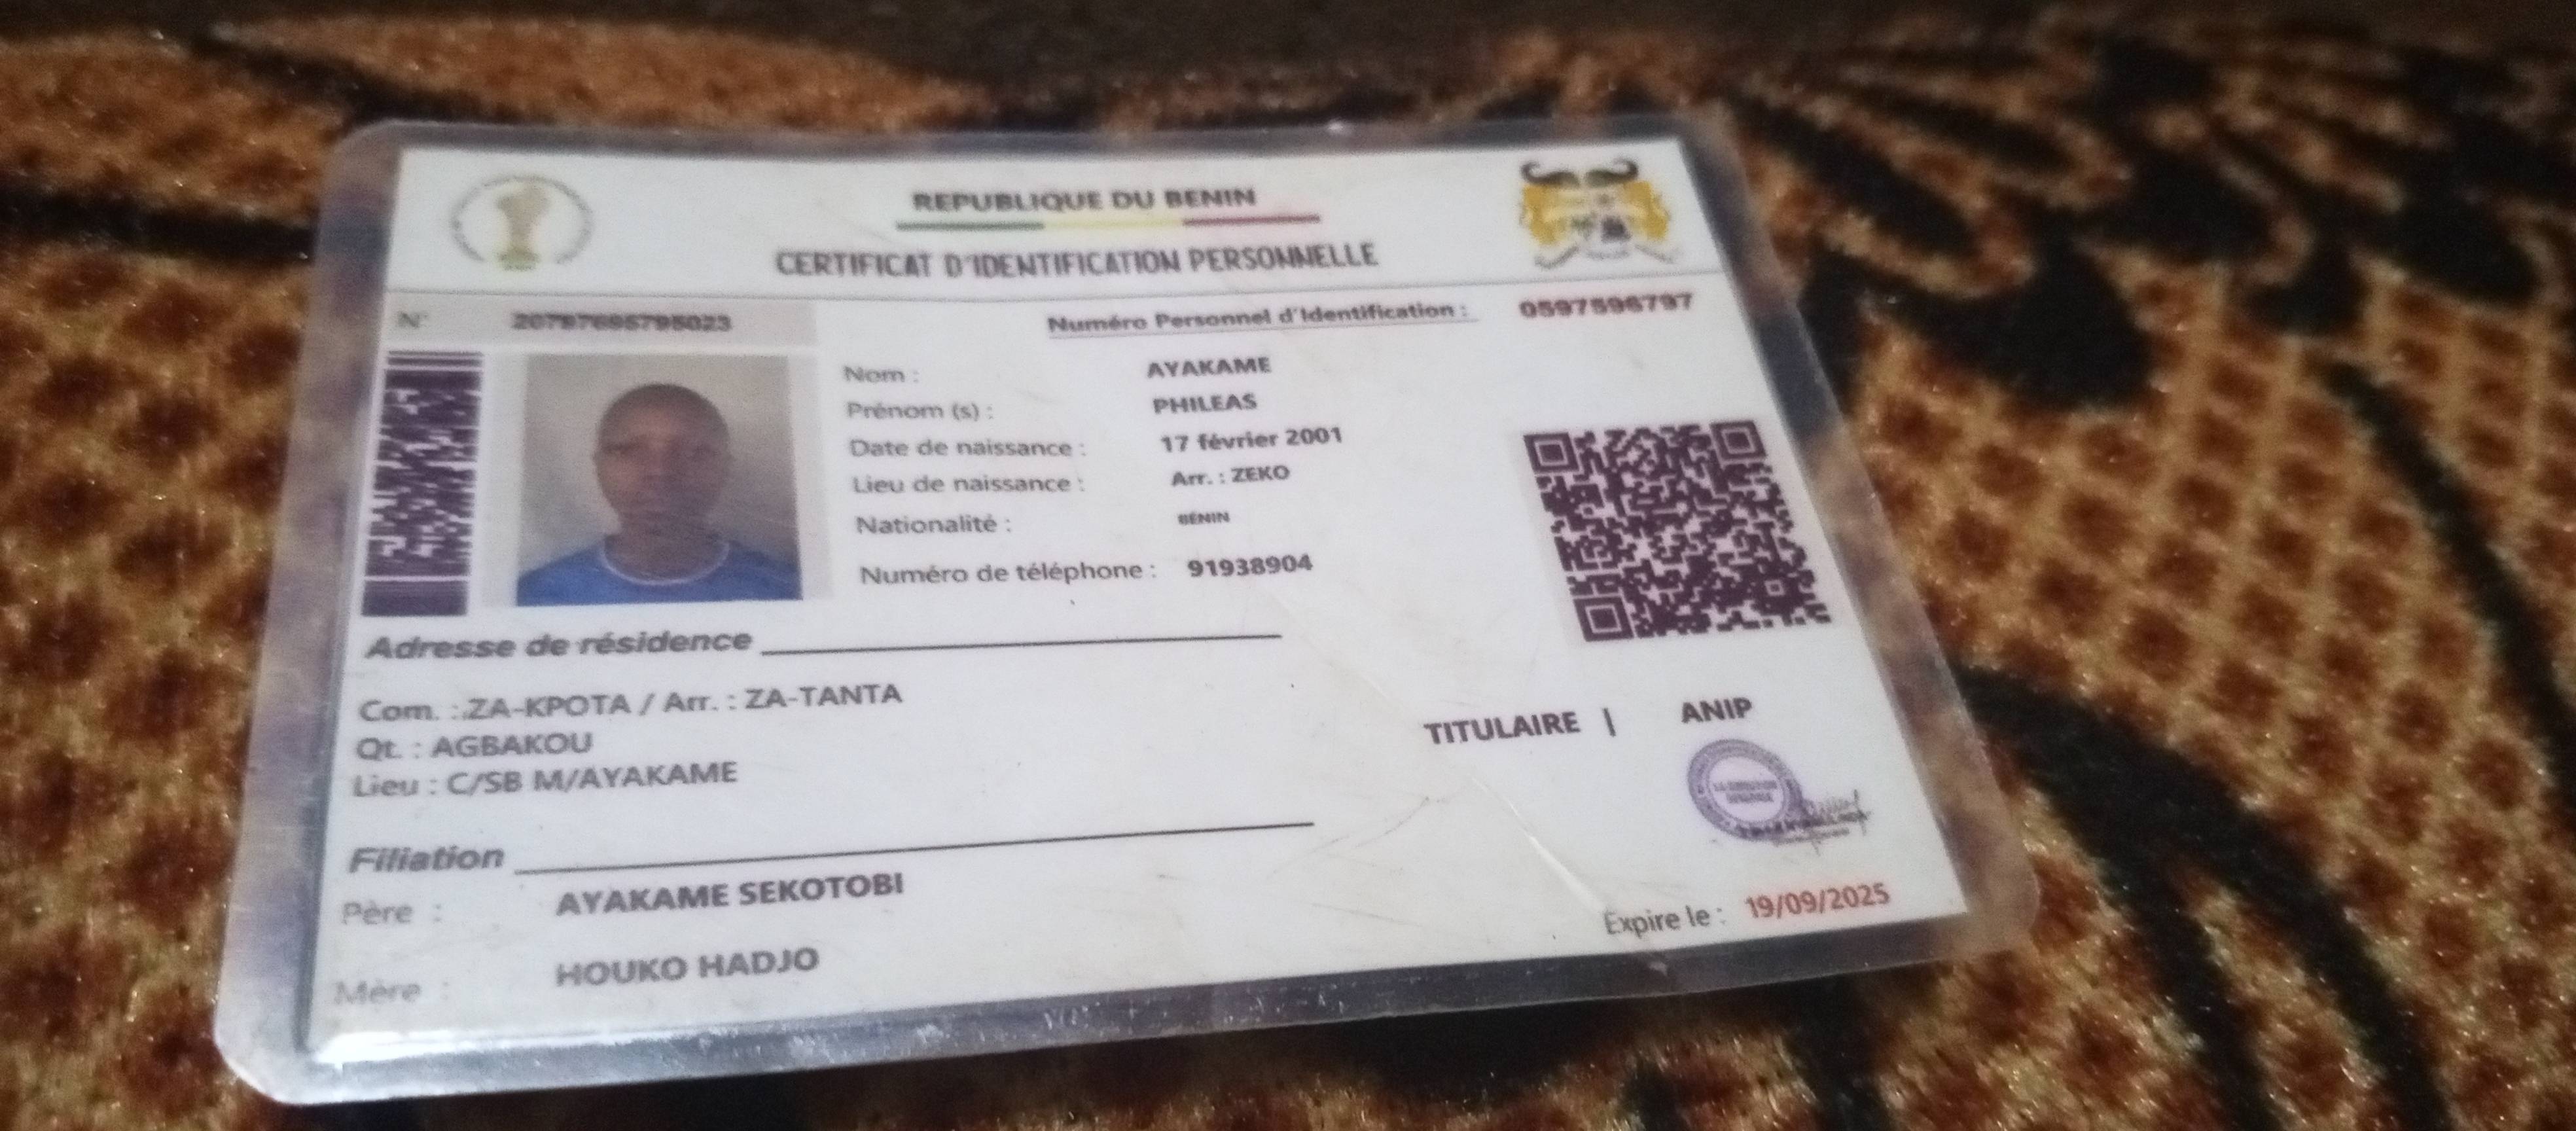 REPUBLIQUE DU BENIN
CERTIFICAT D'IDENTIFICATION PERSONNELLE
N°
Numéro Personnel d'Identification : 0597596797
Nom : AYAKAME
Prénom (s) : PHILEAS
Date de naissance : 17 février 2001
Lieu de naissance : Arr. : ZEKO
Nationalité : BENIN
Numéro de téléphone : 91938904
Adresse de résidence
Com. : ZA-KPOTA / Arr. : ZA-TANTA
Qt. : AGBAKOU
Lieu : C/SB M/AYAKAME
TITULAIRE | ANIP
Filiation
Père : AYAKAME SEKOTOBI
Mère : HOUKO HADJO
Expire le : 19/09/2025